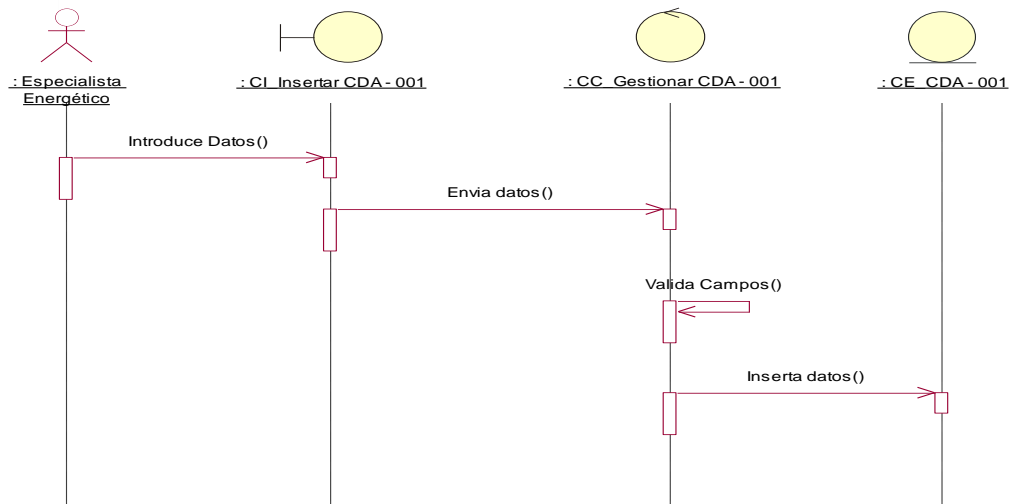 : Especialista
Energético
: CI_Insertar CDA - 001
: CC_Gestionar CDA - 001
: CE_CDA - 001
Introduce Datos()
Envia datos()
Valida Campos()
Inserta datos()